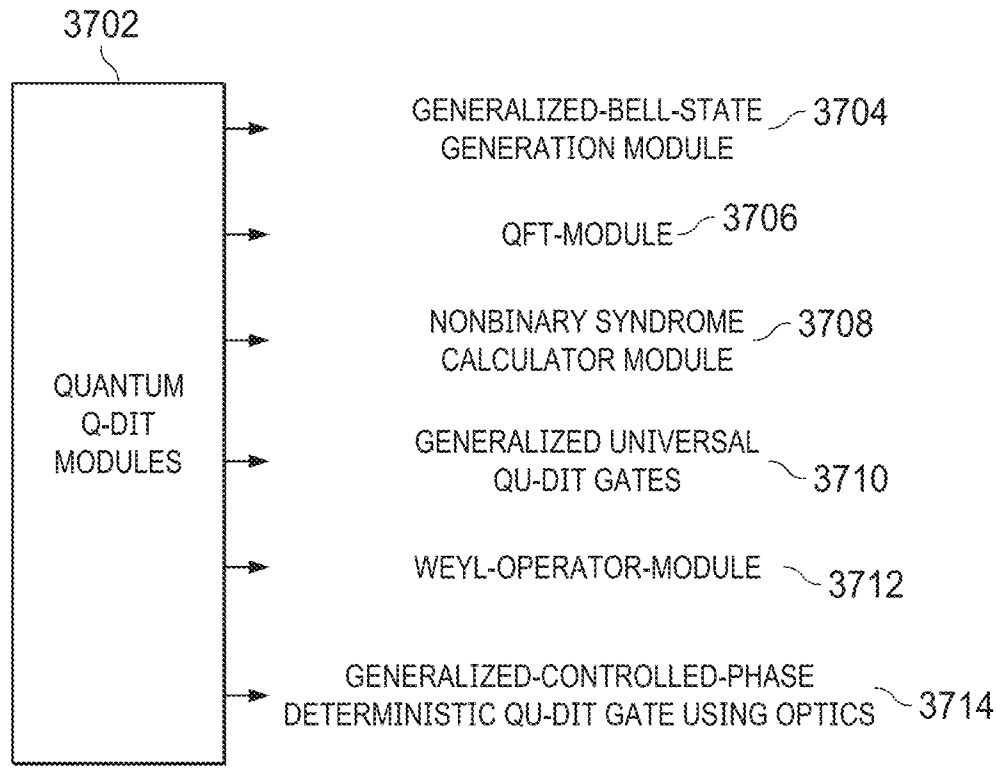 3702
GENERALIZED-BELL-STATE
GENERATION MODULE
3704
QFT-MODULE
3706
NONBINARY SYNDROME
CALCULATOR MODULE
3708
QUANTUM
Q-DIT
MODULES
GENERALIZED UNIVERSAL
QU-DIT GATES
3710
WEYL-OPERATOR-MODULE
3712
GENERALIZED-CONTROLLED-PHASE
DETERMINISTIC QU-DIT GATE USING OPTICS
3714